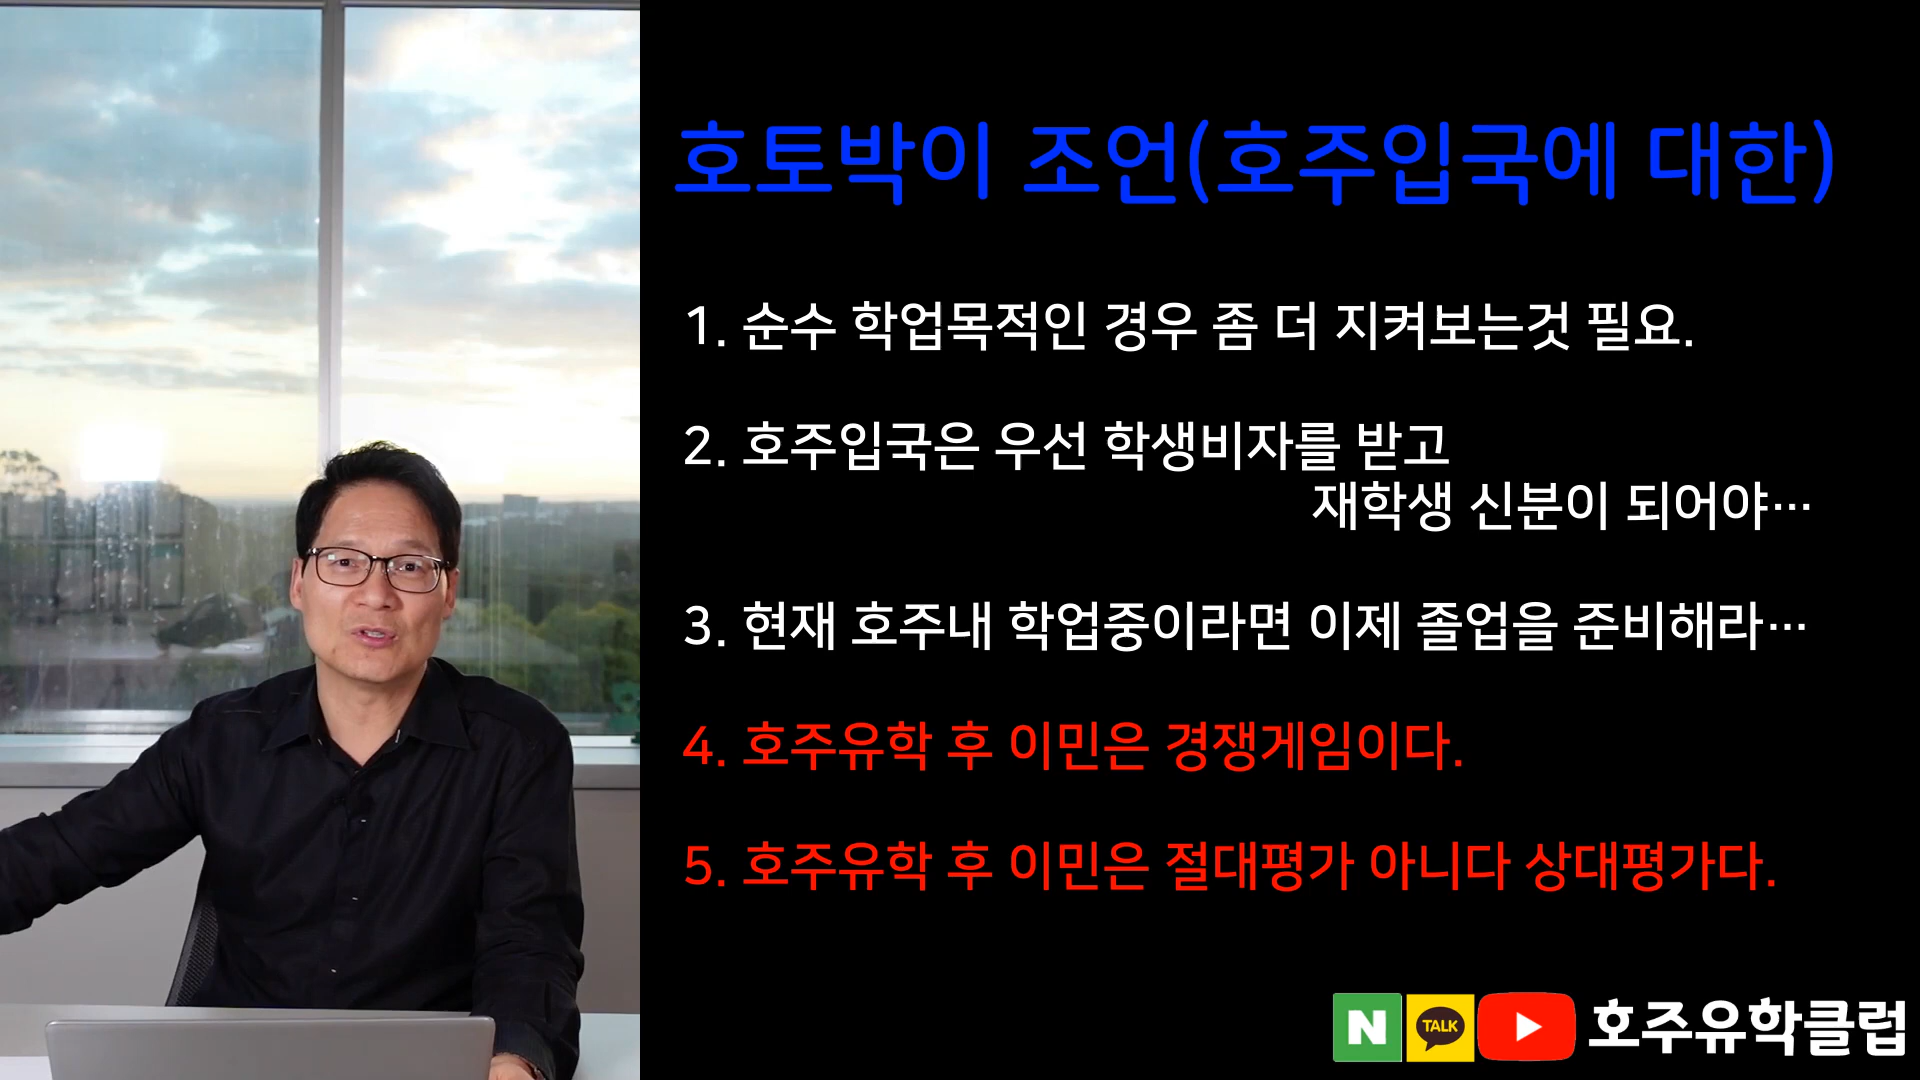 호토박이 조언(호주입국에 대한)
1. 순수 학업목적인 경우 좀 더 지켜보는것 필요.
2. 호주입국은 우선 학생비자를 받고
재학생 신분이 되어야…
3. 현재 호주내 학업중이라면 이제 졸업을 준비해라…
4. 호주유학 후 이민은 경쟁게임이다.
5. 호주유학 후 이민은 절대평가 아니다 상대평가다.
N TALK 호주유학클럽